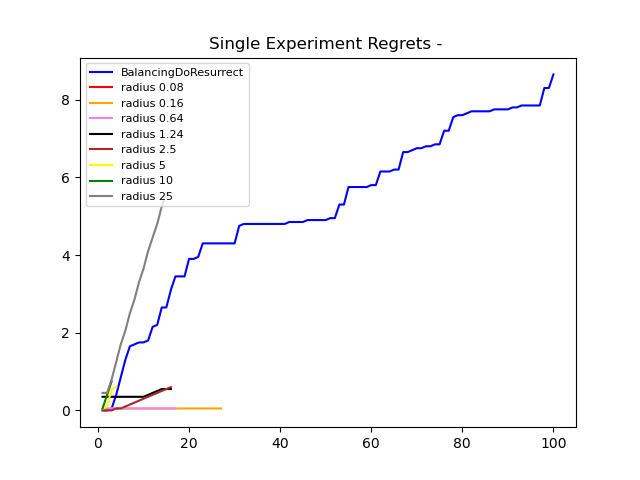 Single Experiment Regrets -
BalancingDoResurrect
radius 0.08
radius 0.16
radius 0.64
radius 1.24
radius 2.5
radius 5
radius 10
radius 25
8
6
4
2
0
0 20 40 60 80 100